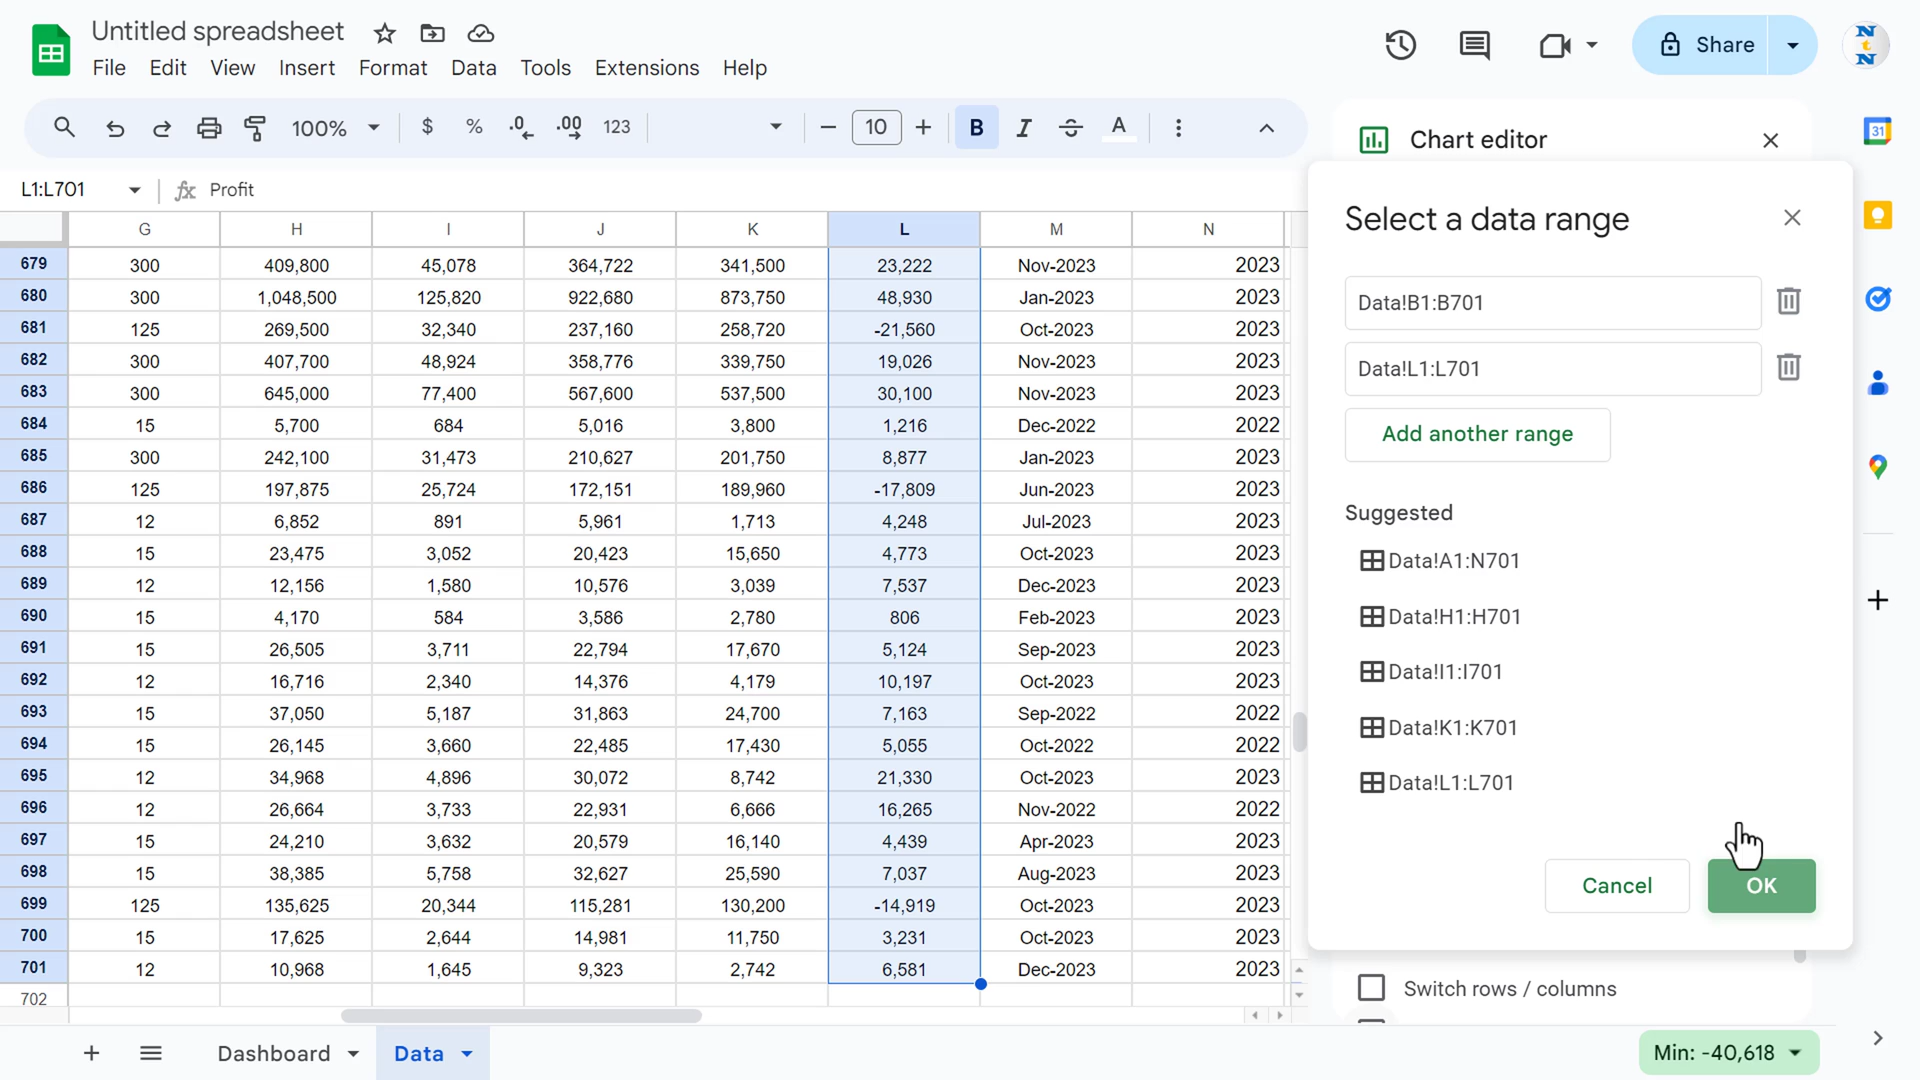 Untitled spreadsheet
File Edit View Insert Format Data Tools Extensions Help
Share
N t N
100% $ % .0 .00 123 10 B I S A
Chart editor
31
L1:L701 fx Profit
G H I J K L M N
679 300 409,800 45,078 364,722 341,500 23,222 Nov-2023 2023
680 300 1,048,500 125,820 922,680 873,750 48,930 Jan-2023 2023
681 125 269,500 32,340 237,160 258,720 -21,560 Oct-2023 2023
682 300 407,700 48,924 358,776 339,750 19,026 Nov-2023 2023
683 300 645,000 77,400 567,600 537,500 30,100 Nov-2023 2023
684 15 5,700 684 5,016 3,800 1,216 Dec-2022 2022
685 300 242,100 31,473 210,627 201,750 8,877 Jan-2023 2023
686 125 197,875 25,724 172,151 189,960 -17,809 Jun-2023 2023
687 12 6,852 891 5,961 1,713 4,248 Jul-2023 2023
688 15 23,475 3,052 20,423 15,650 4,773 Oct-2023 2023
689 12 12,156 1,580 10,576 3,039 7,537 Dec-2023 2023
690 15 4,170 584 3,586 2,780 806 Feb-2023 2023
691 15 26,505 3,711 22,794 17,670 5,124 Sep-2023 2023
692 12 16,716 2,340 14,376 4,179 10,197 Oct-2023 2023
693 15 37,050 5,187 31,863 24,700 7,163 Sep-2022 2022
694 15 26,145 3,660 22,485 17,430 5,055 Oct-2022 2022
695 12 34,968 4,896 30,072 8,742 21,330 Oct-2023 2023
696 12 26,664 3,733 22,931 6,666 16,265 Nov-2022 2022
697 15 24,210 3,632 20,579 16,140 4,439 Apr-2023 2023
698 15 38,385 5,758 32,627 25,590 7,037 Aug-2023 2023
699 125 135,625 20,344 115,281 130,200 -14,919 Oct-2023 2023
700 15 17,625 2,644 14,981 11,750 3,231 Oct-2023 2023
701 12 10,968 1,645 9,323 2,742 6,581 Dec-2023 2023
702
Select a data range
Data!B1:B701
Data!L1:L701
Add another range
Suggested
Data!A1:N701
Data!H1:H701
Data!I1:I701
Data!K1:K701
Data!L1:L701
Cancel OK
Switch rows / columns
Dashboard Data
Min: -40,618